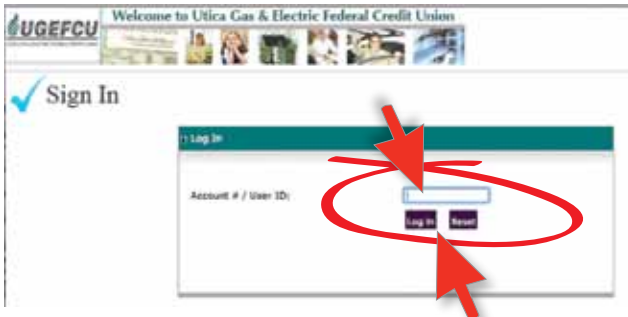 Welcome to Utica Gas & Electric Federal Credit Union
UGEFCU
Sign In
Log In
Account # / User ID:
Log In Reset